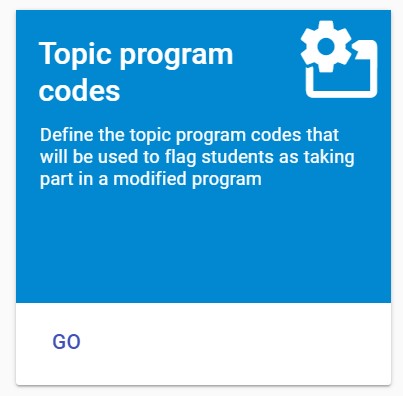 Topic program
codes
Define the topic program codes that
will be used to flag students as taking
part in a modified program
GO